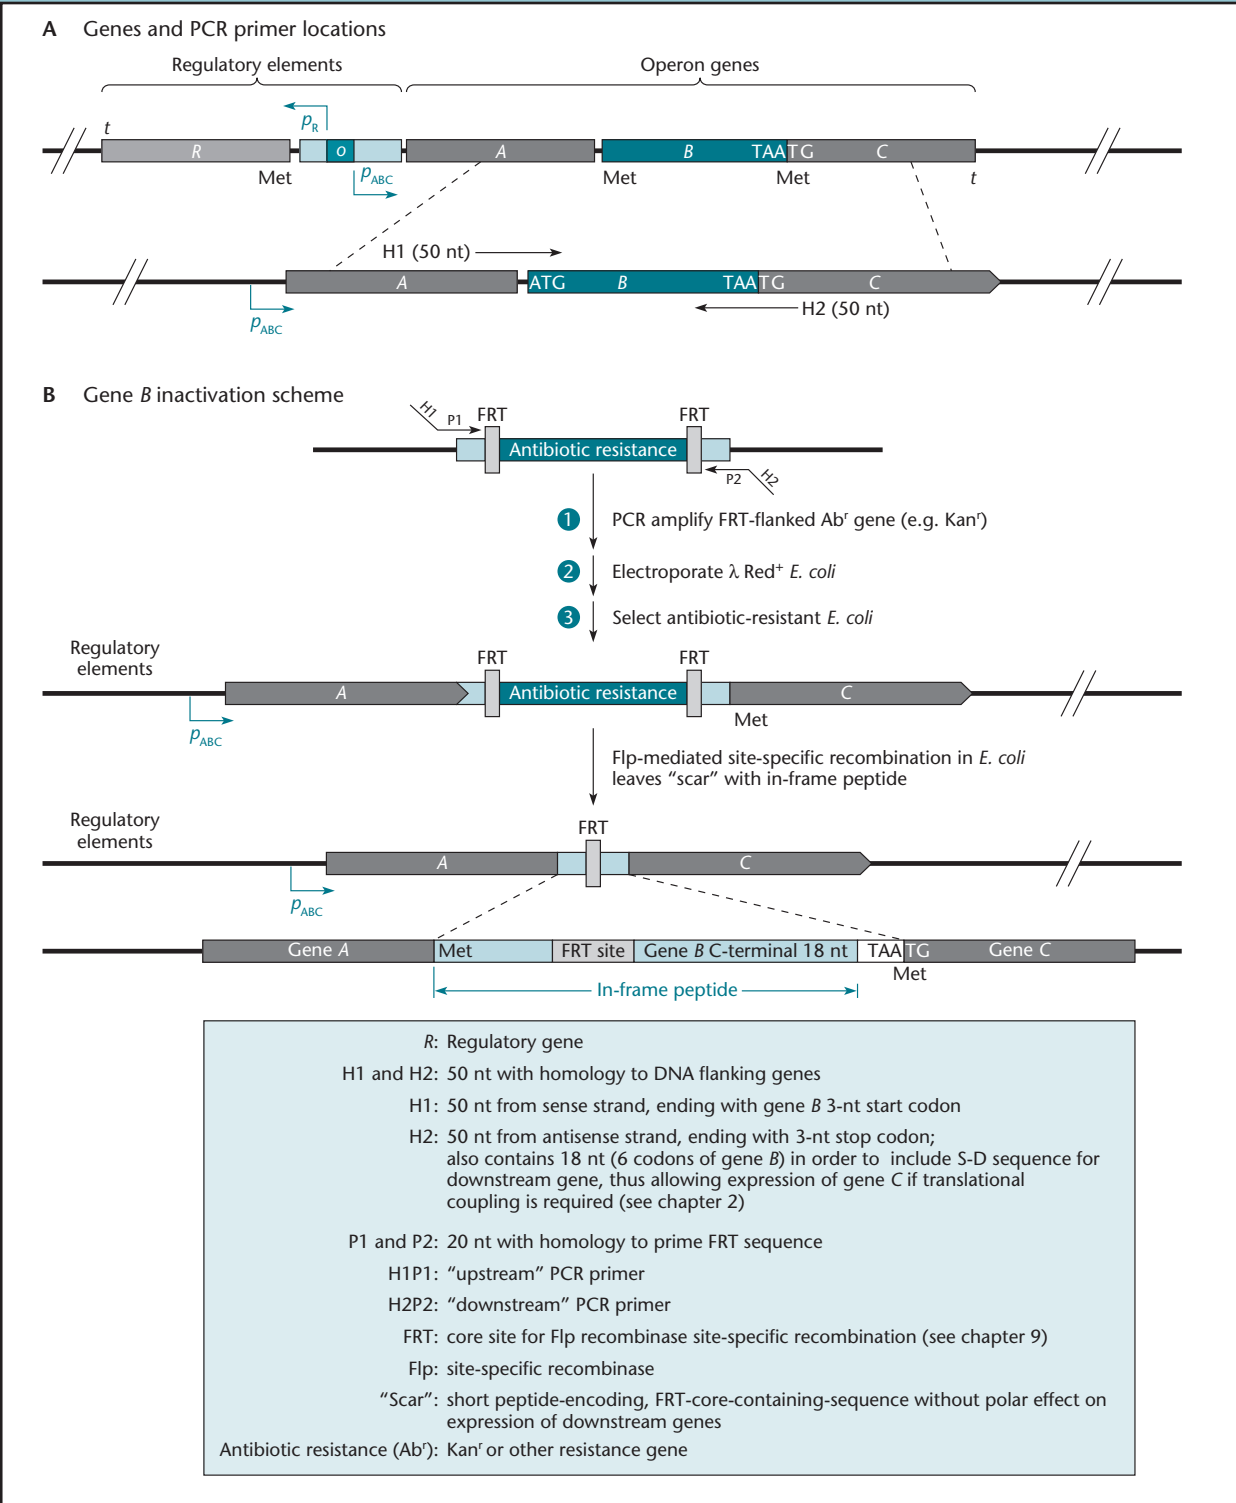 A Genes and PCR primer locations
Regulatory elements
Operon genes
t
pR
R
o
A
B
TAATG
C
Met
pABC
Met
Met
t
H1 (50 nt)
A
ATG
B
TAATG
C
pABC
H2 (50 nt)
B Gene B inactivation scheme
H1
P1
FRT
FRT
Antibiotic resistance
P2
H2
1 PCR amplify FRT-flanked Abr gene (e.g. Kanr)
2 Electroporate λ Red+ E. coli
3 Select antibiotic-resistant E. coli
Regulatory
elements
FRT
FRT
A
Antibiotic resistance
C
Met
pABC
Flp-mediated site-specific recombination in E. coli
leaves “scar” with in-frame peptide
Regulatory
elements
FRT
A
C
pABC
Gene A
Met
FRT site
Gene B C-terminal 18 nt
TAATG
Gene C
Met
In-frame peptide
R: Regulatory gene
H1 and H2: 50 nt with homology to DNA flanking genes
H1: 50 nt from sense strand, ending with gene B 3-nt start codon
H2: 50 nt from antisense strand, ending with 3-nt stop codon;
also contains 18 nt (6 codons of gene B) in order to include S-D sequence for
downstream gene, thus allowing expression of gene C if translational
coupling is required (see chapter 2)
P1 and P2: 20 nt with homology to prime FRT sequence
H1P1: “upstream” PCR primer
H2P2: “downstream” PCR primer
FRT: core site for Flp recombinase site-specific recombination (see chapter 9)
Flp: site-specific recombinase
“Scar”: short peptide-encoding, FRT-core-containing-sequence without polar effect on
expression of downstream genes
Antibiotic resistance (Abr): Kanr or other resistance gene